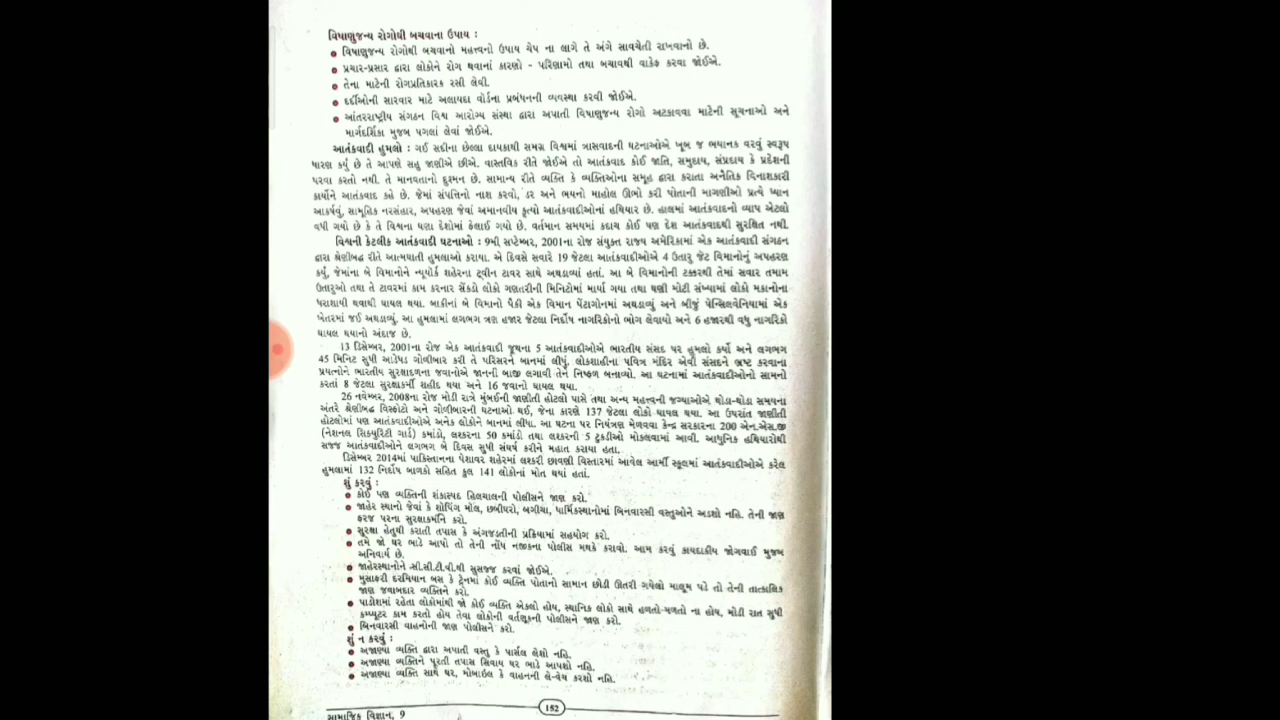 વિષાણુજન્ય રોગોથી બચવાના ઉપાય :
● વિષાણુજન્ય રોગોથી બચવાનો મહત્ત્વનો ઉપાય ચેપ ના લાગે તે અંગે સાવચેતી રાખવાનો છે.
● પ્રચાર-પ્રસાર દ્વારા લોકોને રોગ થવાનાં કારણો - પરિણામો તથા બચાવથી વાકેફ કરવા જોઈએ.
● તેના માટેની રોગપ્રતિકારક રસી લેવી.
● દર્દીઓની સારવાર માટે અલાયદા વોર્ડના પ્રબંધનની વ્યવસ્થા કરવી જોઈએ.
● આંતરરાષ્ટ્રીય સંગઠન વિશ્વ આરોગ્ય સંસ્થા દ્વારા અપાતી વિષાણુજન્ય રોગો અટકાવવા માટેની સૂચનાઓ અને
માર્ગદર્શિકા મુજબ પગલાં લેવાં જોઈએ.
આતંકવાદી હુમલો : ગઈ સદીના છેલ્લા દાયકાથી સમગ્ર વિશ્વમાં ત્રાસવાદની ઘટનાઓએ ખૂબ જ ભયાનક વરવું સ્વરૂપ
ધારણ કર્યું છે તે આપણે સહુ જાણીએ છીએ. વાસ્તવિક રીતે જોઈએ તો આતંકવાદ કોઈ જાતિ, સમુદાય, સંપ્રદાય કે પ્રદેશની
પરવા કરતો નથી. તે માનવતાનો દુશ્મન છે. સામાન્ય રીતે વ્યક્તિ કે વ્યક્તિઓના સમૂહ દ્વારા કરાતા અનૈતિક વિનાશકારી
કાર્યોને આતંકવાદ કહે છે. જેમાં સંપત્તિનો નાશ કરવો, ડર અને ભયનો માહોલ ઊભો કરી પોતાની માગણીઓ પ્રત્યે ધ્યાન
આકર્ષવું, સામૂહિક નરસંહાર, અપહરણ જેવાં અમાનવીય કૃત્યો આતંકવાદીઓનાં હથિયાર છે. હાલમાં આતંકવાદનો વ્યાપ એટલો
વધી ગયો છે કે તે વિશ્વના ઘણા દેશોમાં ફેલાઈ ગયો છે. વર્તમાન સમયમાં કદાચ કોઈ પણ દેશ આતંકવાદથી સુરક્ષિત નથી.
વિશ્વની કેટલીક આતંકવાદી ઘટનાઓ : 9મી સપ્ટેમ્બર, 2001ના રોજ સંયુક્ત રાજ્ય અમેરિકામાં એક આતંકવાદી સંગઠન
દ્વારા શ્રેણીબદ્ધ રીતે આત્મઘાતી હુમલાઓ કરાયા. એ દિવસે સવારે 19 જેટલા આતંકવાદીઓએ 4 ઉતારુ જેટ વિમાનોનું અપહરણ
કર્યું, જેમાંના બે વિમાનોને ન્યૂયોર્ક શહેરના ટ્વીન ટાવર સાથે અથડાવ્યાં હતાં. આ બે વિમાનોની ટક્કરથી તેમાં સવાર તમામ
ઉતારુઓ તથા તે ટાવરમાં કામ કરનાર સેંકડો લોકો ગણતરીની મિનિટોમાં માર્યા ગયા તથા ઘણી મોટી સંખ્યામાં લોકો મકાનોના
ધરાશાયી થવાથી ઘાયલ થયા. બાકીનાં બે વિમાનો પૈકી એક વિમાન પેંટાગોનમાં અથડાવ્યું અને બીજું પેન્સિલવેનિયામાં એક
ખેતરમાં જઈ અથડાવ્યું. આ હુમલામાં લગભગ ત્રણ હજાર જેટલા નિર્દોષ નાગરિકોનો ભોગ લેવાયો અને 6 હજારથી વધુ નાગરિકો
ઘાયલ થયાનો અંદાજ છે.
13 ડિસેમ્બર, 2001ના રોજ એક આતંકવાદી જૂથના 5 આતંકવાદીઓએ ભારતીય સંસદ પર હુમલો કર્યો અને લગભગ
45 મિનિટ સુધી આડેધડ ગોળીબાર કરી તે પરિસરને બાનમાં લીધું. લોકશાહીના પવિત્ર મંદિર એવી સંસદને ભ્રષ્ટ કરવાના
પ્રયત્નોને ભારતીય સુરક્ષાદળના જવાનોએ જાનની બાજી લગાવી તેને નિષ્ફળ બનાવ્યો. આ ઘટનામાં આતંકવાદીઓનો સામનો
કરતાં 8 જેટલા સુરક્ષાકર્મી શહીદ થયા અને 16 જવાનો ઘાયલ થયા.
26 નવેમ્બર, 2008ના રોજ મોડી રાત્રે મુંબઈની જાણીતી હોટલો પાસે તથા અન્ય મહત્ત્વની જગ્યાઓએ થોડા-થોડા સમયના
અંતરે શ્રેણીબદ્ધ વિસ્ફોટો અને ગોળીબારની ઘટનાઓ થઈ, જેના કારણે 137 જેટલા લોકો ઘાયલ થયા. આ ઉપરાંત જાણીતી
હોટલોમાં પણ આતંકવાદીઓએ અનેક લોકોને બાનમાં લીધા. આ ઘટના પર નિયંત્રણ મેળવવા કેન્દ્ર સરકારના 200 એન.એસ.જી
(નેશનલ સિક્યુરિટી ગાર્ડ) કમાંડો, લશ્કરના 50 કમાંડો તથા લશ્કરની 5 ટુકડીઓ મોકલવામાં આવી. આધુનિક હથિયારોથી
સજ્જ આતંકવાદીઓને લગભગ બે દિવસ સુધી સંઘર્ષ કરીને મહાત કરાયા હતા.
ડિસેમ્બર 2014માં પાકિસ્તાનના પેશાવર શહેરમાં લશ્કરી છાવણી વિસ્તારમાં આવેલ આર્મી સ્કૂલમાં આતંકવાદીઓએ કરેલ
હુમલામાં 132 નિર્દોષ બાળકો સહિત કુલ 141 લોકોનાં મોત થયાં હતાં.
શું કરવું :
● કોઈ પણ વ્યક્તિની શંકાસ્પદ હિલચાલની પોલીસને જાણ કરો.
● જાહેર સ્થાનો જેવાં કે શોપિંગ મૉલ, છબીઘરો, બગીચા, ધાર્મિકસ્થાનોમાં બિનવારસી વસ્તુઓને અડશો નહિ. તેની જાણ
ફરજ પરના સુરક્ષાકર્મીને કરો.
● સુરક્ષા હેતુથી કરાતી તપાસ કે અંગજડતીની પ્રક્રિયામાં સહયોગ કરો.
● તમે જો ઘર ભાડે આપો તો તેની નોંધ નજીકના પોલીસ મથકે કરાવો. આમ કરવું કાયદાકીય જોગવાઈ મુજબ
અનિવાર્ય છે.
● જાહેરસ્થાનોને સી.સી.ટી.વી.થી સુસજ્જ કરવાં જોઈએ.
● મુસાફરી દરમિયાન બસ કે ટ્રેનમાં કોઈ વ્યક્તિ પોતાનો સામાન છોડી ઊતરી ગયેલો માલૂમ પડે તો તેની તાત્કાલિક
જાણ જવાબદાર વ્યક્તિને કરો.
● પાડોશમાં રહેતા લોકોમાંથી જો કોઈ વ્યક્તિ એકલો હોય, સ્થાનિક લોકો સાથે હળતો-મળતો ના હોય, મોડી રાત સુધી
કમ્પ્યૂટર કામ કરતો હોય તેવા લોકોની વર્તણૂકની પોલીસને જાણ કરો.
● બિનવારસી વાહનોની જાણ પોલીસને કરો.
શું ન કરવું :
● અજાણ્યા વ્યક્તિ દ્વારા અપાતી વસ્તુ કે પાર્સલ લેશો નહિ.
● અજાણ્યા વ્યક્તિને પૂરતી તપાસ સિવાય ઘર ભાડે આપશો નહિ.
● અજાણ્યા વ્યક્તિ સાથે ઘર, મોબાઇલ કે વાહનની લે-વેચ કરશો નહિ.
સામાજિક વિજ્ઞાન, 9
152